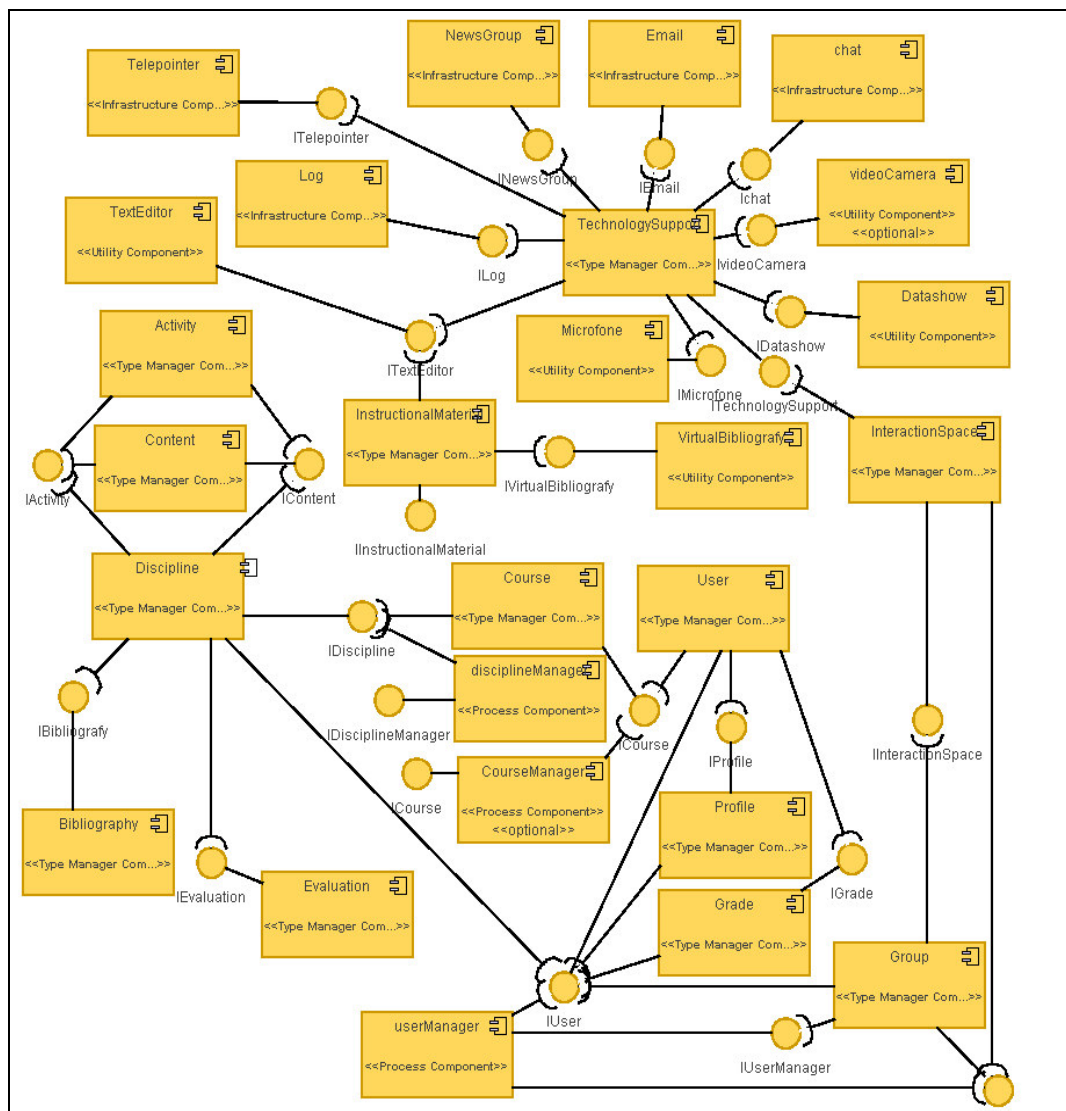 NewsGroup
<<Infrastructure Comp...>>
Email
<<Infrastructure Comp...>>
chat
<<Infrastructure Comp...>>
Telepointer
<<Infrastructure Comp...>>
ITelepointer
INewsGroup
IEmail
Ichat
Log
<<Infrastructure Comp...>>
videoCamera
<<Utility Component>>
<<optional>>
TextEditor
<<Utility Component>>
TechnologySupport
<<Type Manager Com...>>
ILog
IvideoCamera
Datashow
<<Utility Component>>
Activity
<<Type Manager Com...>>
Microfone
<<Utility Component>>
IDatashow
ITextEditor
IMicrofone
ITechnologySupport
InstructionalMaterial
<<Type Manager Com...>>
Content
<<Type Manager Com...>>
VirtualBibliografy
<<Utility Component>>
InteractionSpace
<<Type Manager Com...>>
IActivity
IContent
IVirtualBibliografy
IInstructionalMaterial
Discipline
<<Type Manager Com...>>
Course
<<Type Manager Com...>>
User
<<Type Manager Com...>>
IDiscipline
disciplineManager
<<Process Component>>
IBibliografy
IDisciplineManager
ICourse
IProfile
IInteractionSpace
CourseManager
<<Process Component>>
<<optional>>
ICourse
Profile
<<Type Manager Com...>>
Bibliography
<<Type Manager Com...>>
IEvaluation
Evaluation
<<Type Manager Com...>>
IGrade
Grade
<<Type Manager Com...>>
Group
<<Type Manager Com...>>
IUser
userManager
<<Process Component>>
IUserManager